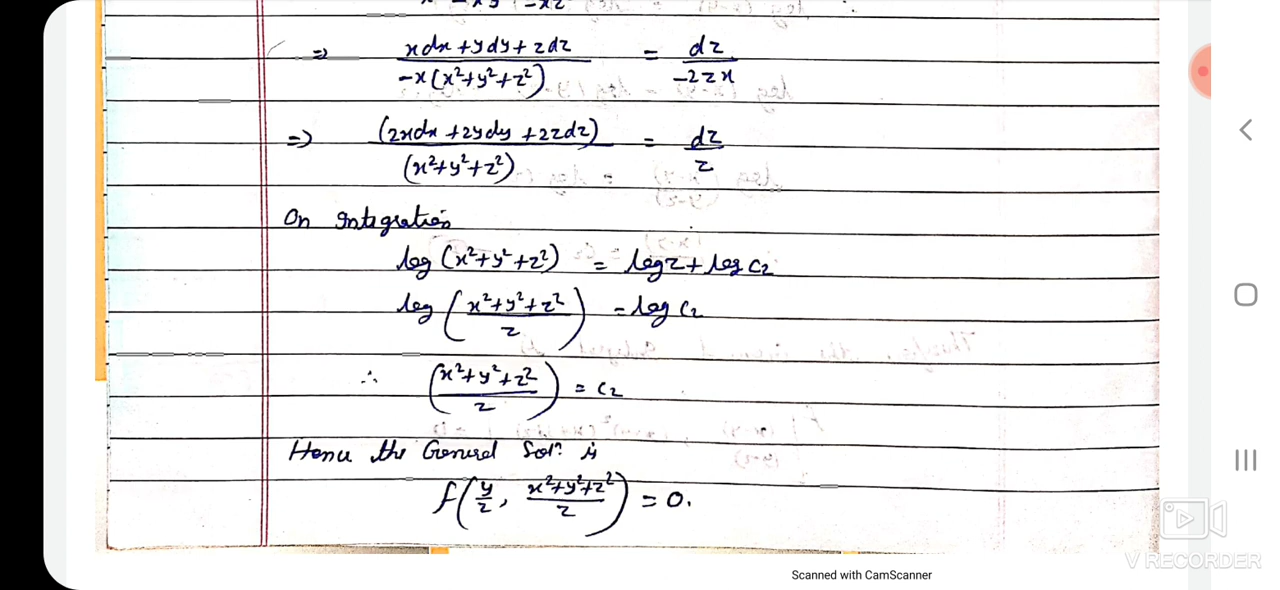 => xdx+ydy+zdz / -x(x²+y²+z²) = dz / -2zx
=> (2xdx+2ydy+2zdz) / (x²+y²+z²) = dz / z
On Integration
log (x²+y²+z²) = log z + log C2
log ( x²+y²+z² / z ) = log C2
∴ ( x²+y²+z² / z ) = C2
Hence the General Solⁿ is
f( y/z , x²+y²+z² / z ) = 0.
V RECORDER
Scanned with CamScanner